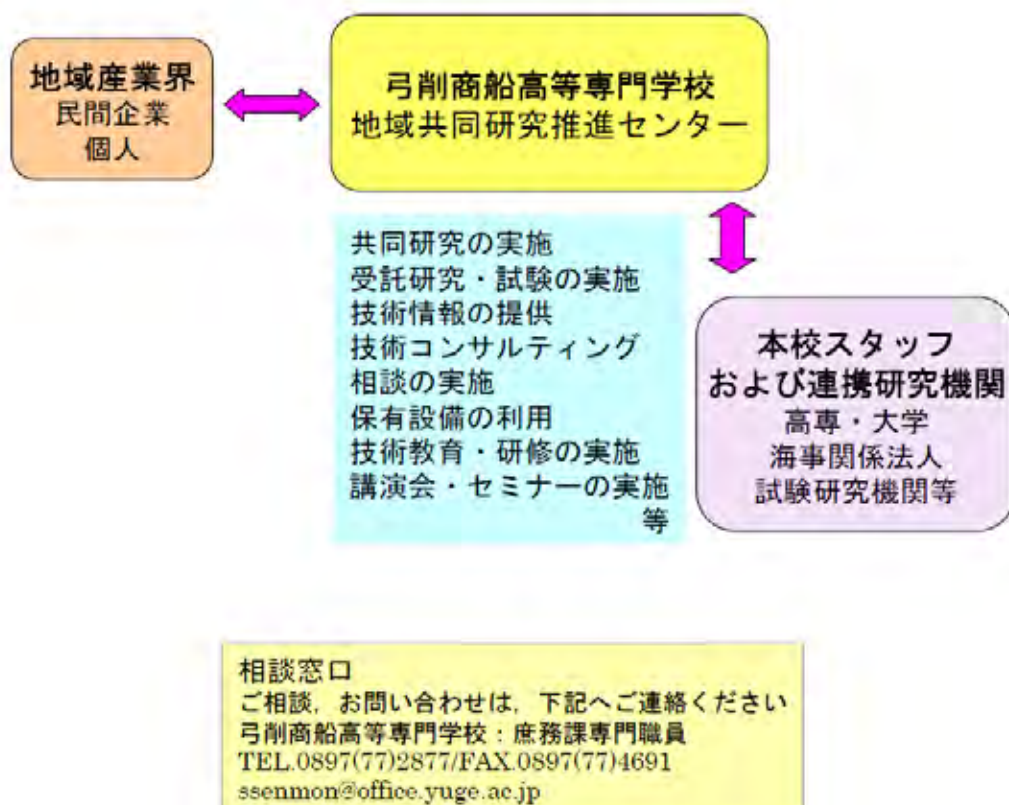 地域産業界
民間企業
個人
弓削商船高等専門学校
地域共同研究推進センター
共同研究の実施
受託研究・試験の実施
技術情報の提供
技術コンサルティング
相談の実施
保有設備の利用
技術教育・研修の実施
講演会・セミナーの実施
等
本校スタッフ
および連携研究機関
高専・大学
海事関係法人
試験研究機関等
相談窓口
ご相談，お問い合わせは，下記へご連絡ください
弓削商船高等専門学校：庶務課専門職員
TEL.0897(77)2877/FAX.0897(77)4691
ssenmon@office.yuge.ac.jp